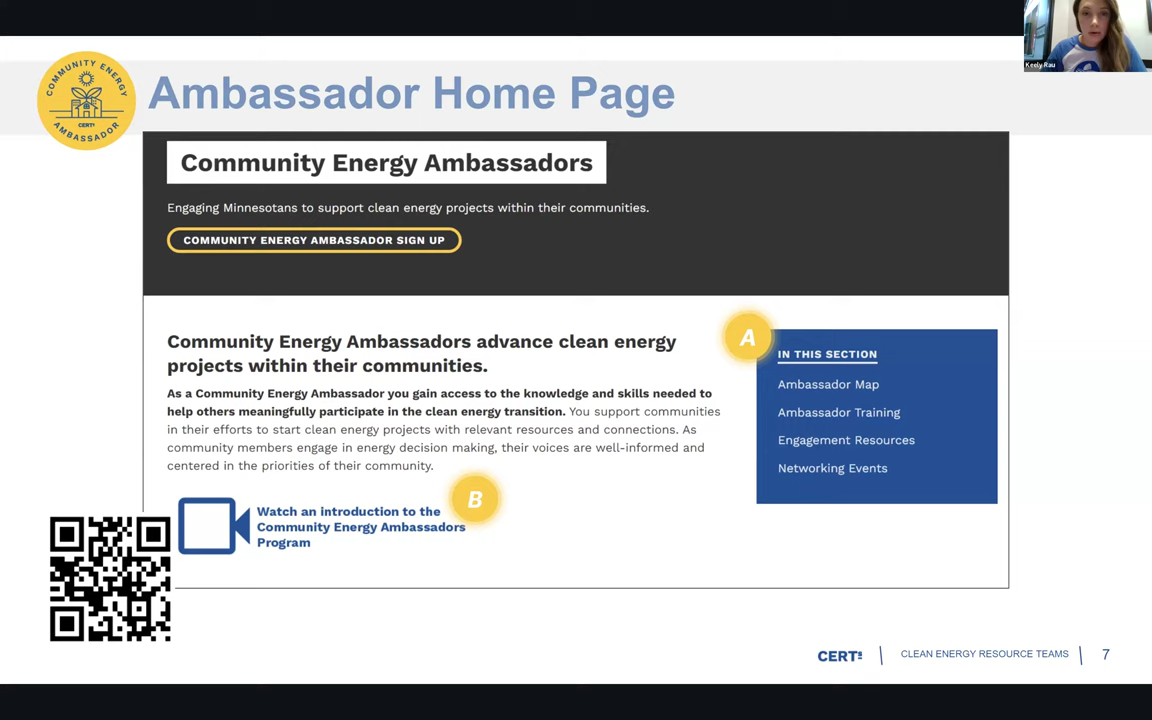 Keely Rau
COMMUNITY ENERGY
CERTs
AMBASSADOR
Ambassador Home Page
Community Energy Ambassadors
Engaging Minnesotans to support clean energy projects within their communities.
COMMUNITY ENERGY AMBASSADOR SIGN UP
Community Energy Ambassadors advance clean energy
projects within their communities.
As a Community Energy Ambassador you gain access to the knowledge and skills needed to
help others meaningfully participate in the clean energy transition. You support communities
in their efforts to start clean energy projects with relevant resources and connections. As
community members engage in energy decision making, their voices are well-informed and
centered in the priorities of their community.
B
Watch an introduction to the
Community Energy Ambassadors
Program
A
IN THIS SECTION
Ambassador Map
Ambassador Training
Engagement Resources
Networking Events
CERTs | CLEAN ENERGY RESOURCE TEAMS | 7